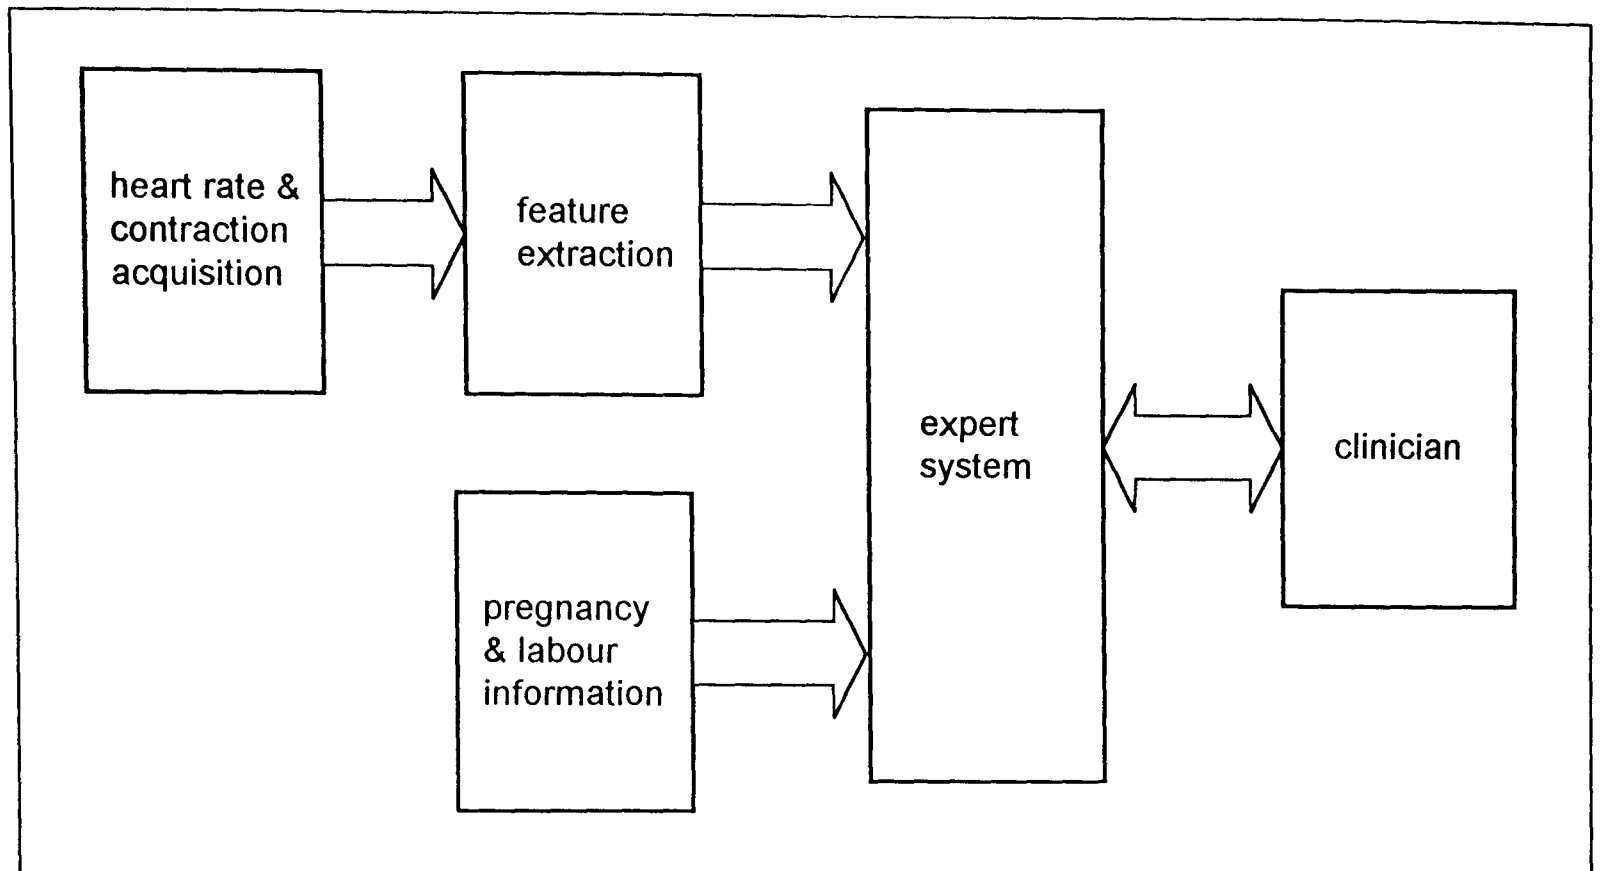 heart rate &
contraction
acquisition
feature
extraction
expert
system
clinician
pregnancy
& labour
information